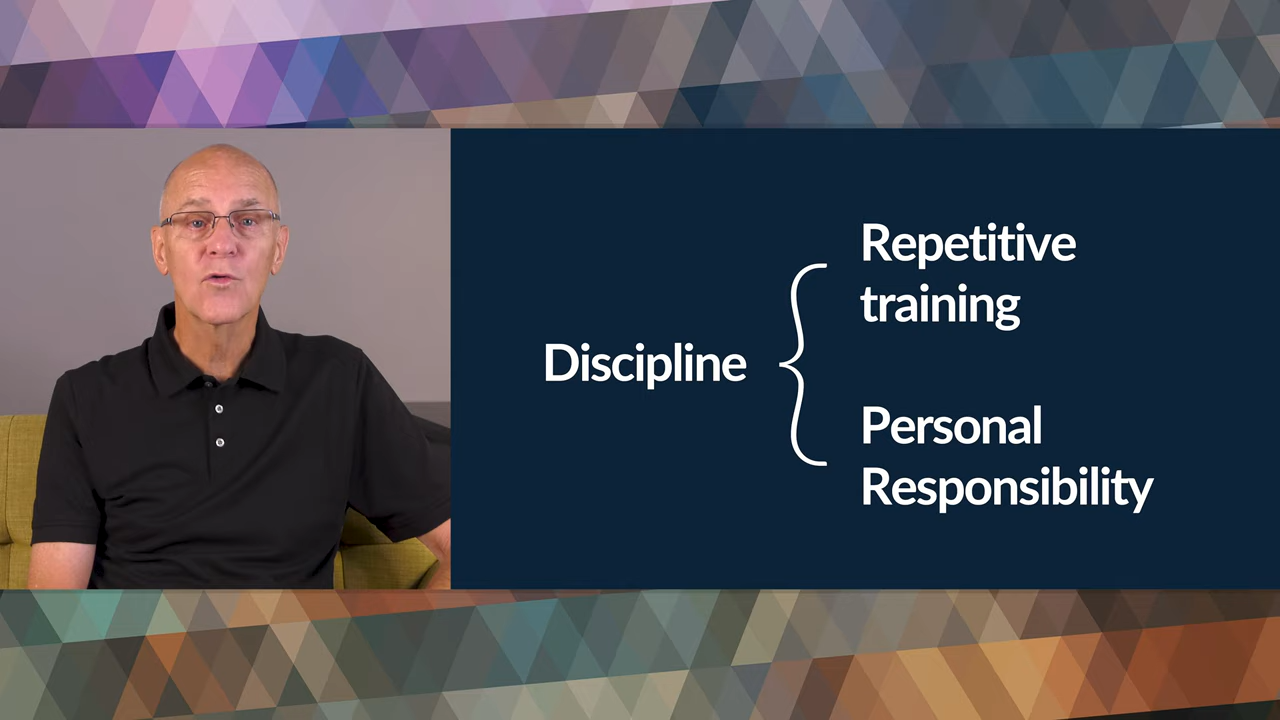 Repetitive
training
Discipline
Personal
Responsibility